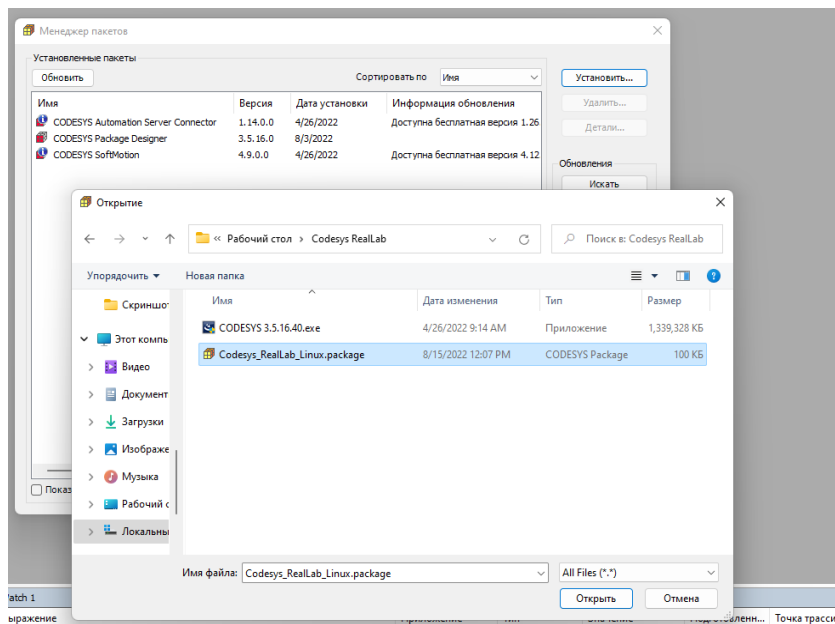 Менеджер пакетов
Установленные пакеты
Обновить Сортировать по Имя Установить...
Имя Версия Дата установки Информация обновления Удалить...
CODESYS Automation Server Connector 1.14.0.0 4/26/2022 Доступна бесплатная версия 1.26
CODESYS Package Designer 3.5.16.0 8/3/2022 Детали...
CODESYS SoftMotion 4.9.0.0 4/26/2022 Доступна бесплатная версия 4.12
Обновления
Искать
Открытие
« Рабочий стол › Codesys RealLab Поиск в: Codesys RealLab
Упорядочить Новая папка
Скриншот Имя Дата изменения Тип Размер
CODESYS 3.5.16.40.exe 4/26/2022 9:14 AM Приложение 1,339,328 КБ
Этот компь
Codesys_RealLab_Linux.package 8/15/2022 12:07 PM CODESYS Package 100 КБ
Видео
Документ
Загрузки
Изображе
Музыка
Показ
Рабочий с
Локальны
Имя файла: Codesys_RealLab_Linux.package All Files (*.*)
Открыть Отмена
atch 1
ыражение Точка трасси